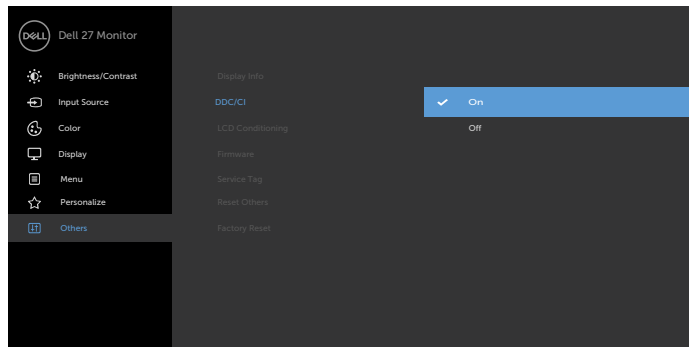 DELL
Dell 27 Monitor
Brightness/Contrast
Input Source
Color
Display
Menu
Personalize
Others
Display Info
DDC/CI
LCD Conditioning
Firmware
Service Tag
Reset Others
Factory Reset
On
Off